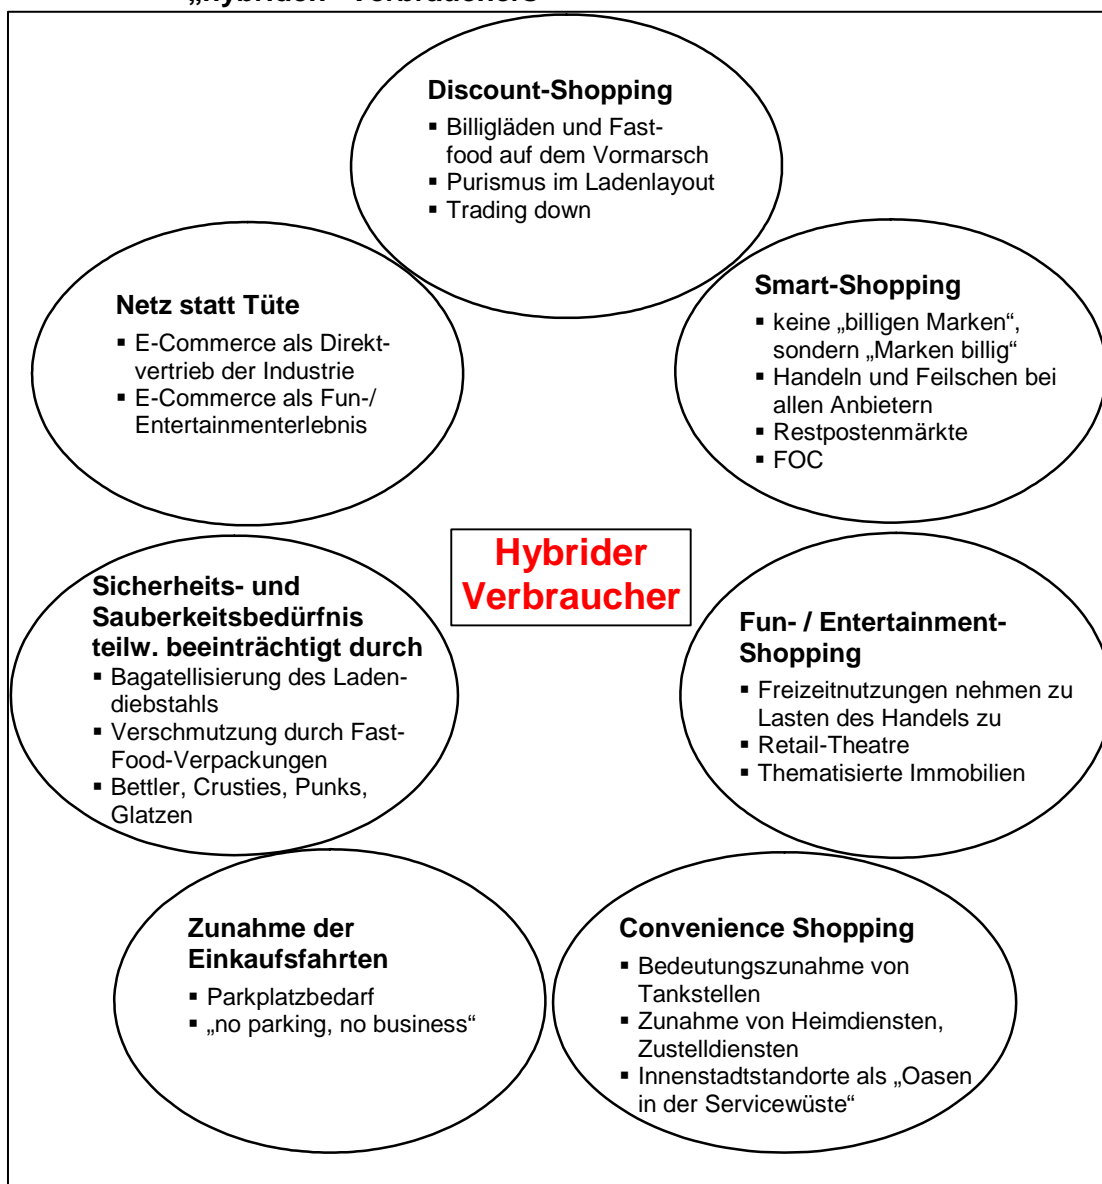 „hybriden“ Verbrauchers
Discount-Shopping
▪ Billigläden und Fast-
food auf dem Vormarsch
▪ Purismus im Ladenlayout
▪ Trading down
Netz statt Tüte
▪ E-Commerce als Direkt-
vertrieb der Industrie
▪ E-Commerce als Fun-/
Entertainmenterlebnis
Smart-Shopping
▪ keine „billigen Marken“,
sondern „Marken billig“
▪ Handeln und Feilschen bei
allen Anbietern
▪ Restpostenmärkte
▪ FOC
Hybrider
Verbraucher
Sicherheits- und
Sauberkeitsbedürfnis
teilw. beeinträchtigt durch
▪ Bagatellisierung des Laden-
diebstahls
▪ Verschmutzung durch Fast-
Food-Verpackungen
▪ Bettler, Crusties, Punks,
Glatzen
Fun- / Entertainment-
Shopping
▪ Freizeitnutzungen nehmen zu
Lasten des Handels zu
▪ Retail-Theatre
▪ Thematisierte Immobilien
Zunahme der
Einkaufsfahrten
▪ Parkplatzbedarf
▪ „no parking, no business“
Convenience Shopping
▪ Bedeutungszunahme von
Tankstellen
▪ Zunahme von Heimdiensten,
Zustelldiensten
▪ Innenstadtstandorte als „Oasen
in der Servicewüste“